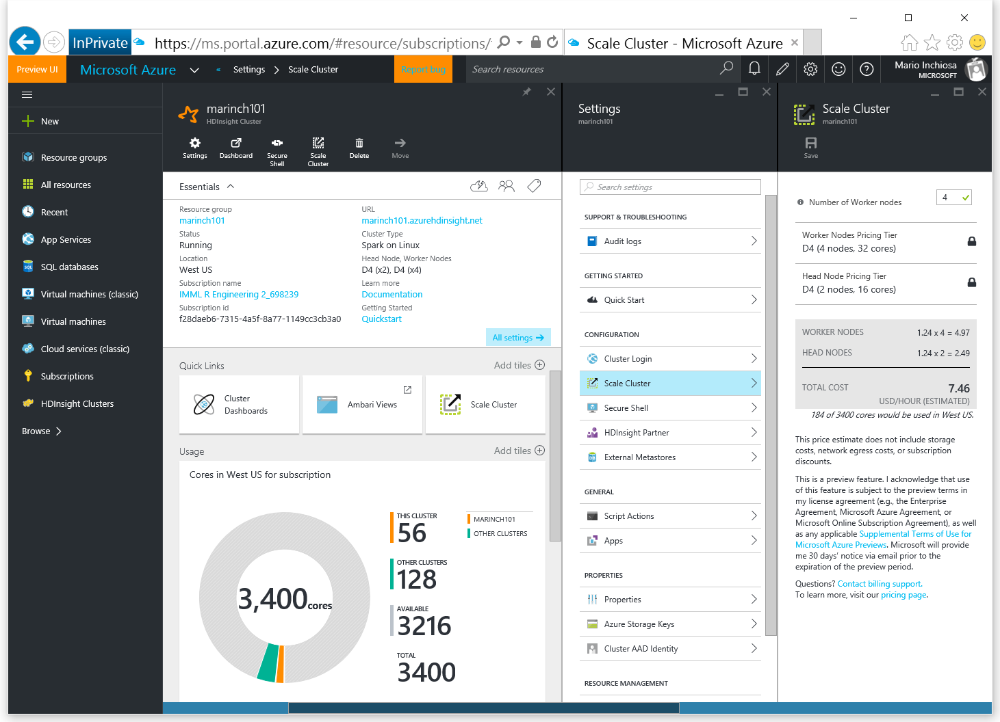 InPrivate
https://ms.portal.azure.com/#resource/subscriptions/
Scale Cluster - Microsoft Azure
Preview UI
Microsoft Azure
«
Settings
Scale Cluster
Report bug
Search resources
Mario Inchiosa
MICROSOFT
New
Resource groups
All resources
Recent
App Services
SQL databases
Virtual machines (classic)
Virtual machines
Cloud services (classic)
Subscriptions
HDInsight Clusters
Browse
marinch101
HDInsight Cluster
Settings
Dashboard
Secure Shell
Scale Cluster
Delete
Move
Essentials
Resource group
marinch101
Status
Running
Location
West US
Subscription name
IMML R Engineering 2_698239
Subscription id
f28daeb6-7315-4a5f-8a77-1149cc3cb3a0
URL
marinch101.azurehdinsight.net
Cluster Type
Spark on Linux
Head Node, Worker Nodes
D4 (x2), D4 (x4)
Learn more
Documentation
Getting Started
Quickstart
All settings
Quick Links
Add tiles
Cluster
Dashboards
Ambari Views
Scale Cluster
Usage
Add tiles
Cores in West US for subscription
3,400 cores
THIS CLUSTER
56
OTHER CLUSTERS
128
AVAILABLE
3216
TOTAL
3400
MARINCH101
OTHER CLUSTERS
Settings
marinch101
Search settings
SUPPORT & TROUBLESHOOTING
Audit logs
GETTING STARTED
Quick Start
CONFIGURATION
Cluster Login
Scale Cluster
Secure Shell
HDInsight Partner
External Metastores
GENERAL
Script Actions
Apps
PROPERTIES
Properties
Azure Storage Keys
Cluster AAD Identity
RESOURCE MANAGEMENT
Scale Cluster
marinch101
Save
Number of Worker nodes
4
Worker Nodes Pricing Tier
D4 (4 nodes, 32 cores)
Head Node Pricing Tier
D4 (2 nodes, 16 cores)
WORKER NODES 1.24 x 4 = 4.97
HEAD NODES 1.24 x 2 = 2.49
TOTAL COST 7.46
USD/HOUR (ESTIMATED)
184 of 3400 cores would be used in West US.
This price estimate does not include storage
costs, network egress costs, or subscription
discounts.
This is a preview feature. I acknowledge that use
of this feature is subject to the preview terms in
my license agreement (e.g., the Enterprise
Agreement, Microsoft Azure Agreement, or
Microsoft Online Subscription Agreement), as well
as any applicable Supplemental Terms of Use for
Microsoft Azure Previews. Microsoft will provide
me 30 days' notice via email prior to the
expiration of the preview period.
Questions? Contact billing support.
To learn more, visit our pricing page.